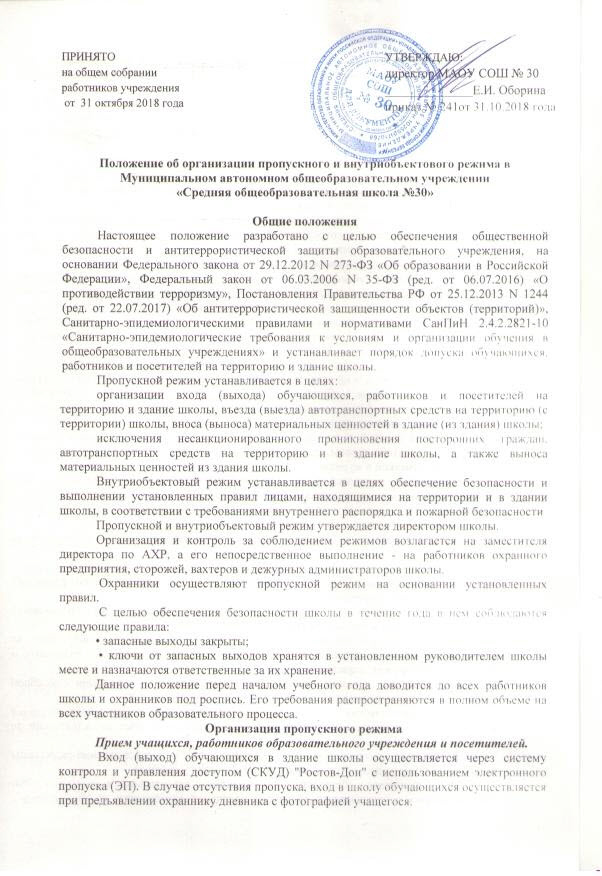 ПРИНЯТО
на общем собрании
работников учреждения
от 31 октября 2018 года
УТВЕРЖДАЮ:
директор МАОУ СОШ № 30
Е.И. Оборина
приказ № 241от 31.10.2018 года
МАОУ
СОШ
№ 30
ДЛЯ ДОКУМЕНТОВ
Положение об организации пропускного и внутриобъектового режима в
Муниципальном автономном общеобразовательном учреждении
«Средняя общеобразовательная школа №30»
Общие положения
Настоящее положение разработано с целью обеспечения общественной
безопасности и антитеррористической защиты образовательного учреждения, на
основании Федерального закона от 29.12.2012 N 273-ФЗ «Об образовании в Российской
Федерации», Федеральный закон от 06.03.2006 N 35-ФЗ (ред. от 06.07.2016) «О
противодействии терроризму», Постановления Правительства РФ от 25.12.2013 N 1244
(ред. от 22.07.2017) «Об антитеррористической защищенности объектов (территорий)»,
Санитарно-эпидемиологическими правилами и нормативами СанПиН 2.4.2.2821-10
«Санитарно-эпидемиологические требования к условиям и организации обучения в
общеобразовательных учреждениях» и устанавливает порядок допуска обучающихся,
работников и посетителей на территорию и здание школы.
Пропускной режим устанавливается в целях:
организации входа (выхода) обучающихся, работников и посетителей на
территорию и здание школы, въезда (выезда) автотранспортных средств на территорию (с
территории) школы, вноса (выноса) материальных ценностей в здание (из здания) школы;
исключения несанкционированного проникновения посторонних граждан,
автотранспортных средств на территорию и в здание школы, а также выноса
материальных ценностей из здания школы.
Внутриобъектовый режим устанавливается в целях обеспечение безопасности и
выполнении установленных правил лицами, находящимися на территории и в здании
школы, в соответствии с требованиями внутреннего распорядка и пожарной безопасности
Пропускной и внутриобъектовый режим утверждается директором школы.
Организация и контроль за соблюдением режимов возлагается на заместителя
директора по АХР, а его непосредственное выполнение - на работников охранного
предприятия, сторожей, вахтеров и дежурных администраторов школы.
Охранники осуществляют пропускной режим на основании установленных
правил.
С целью обеспечения безопасности школы в течение года в нем соблюдаются
следующие правила:
• запасные выходы закрыты;
• ключи от запасных выходов хранятся в установленном руководителем школы
месте и назначаются ответственные за их хранение.
Данное положение перед началом учебного года доводится до всех работников
школы и охранников под роспись. Его требования распространяются в полном объеме на
всех участников образовательного процесса.
Организация пропускного режима
Прием учащихся, работников образовательного учреждения и посетителей.
Вход (выход) обучающихся в здание школы осуществляется через систему
контроля и управления доступом (СКУД) "Ростов-Дон" с использованием электронного
пропуска (ЭП). В случае отсутствия пропуска, вход в школу обучающихся осуществляется
при предъявлении охраннику дневника с фотографией учащегося.